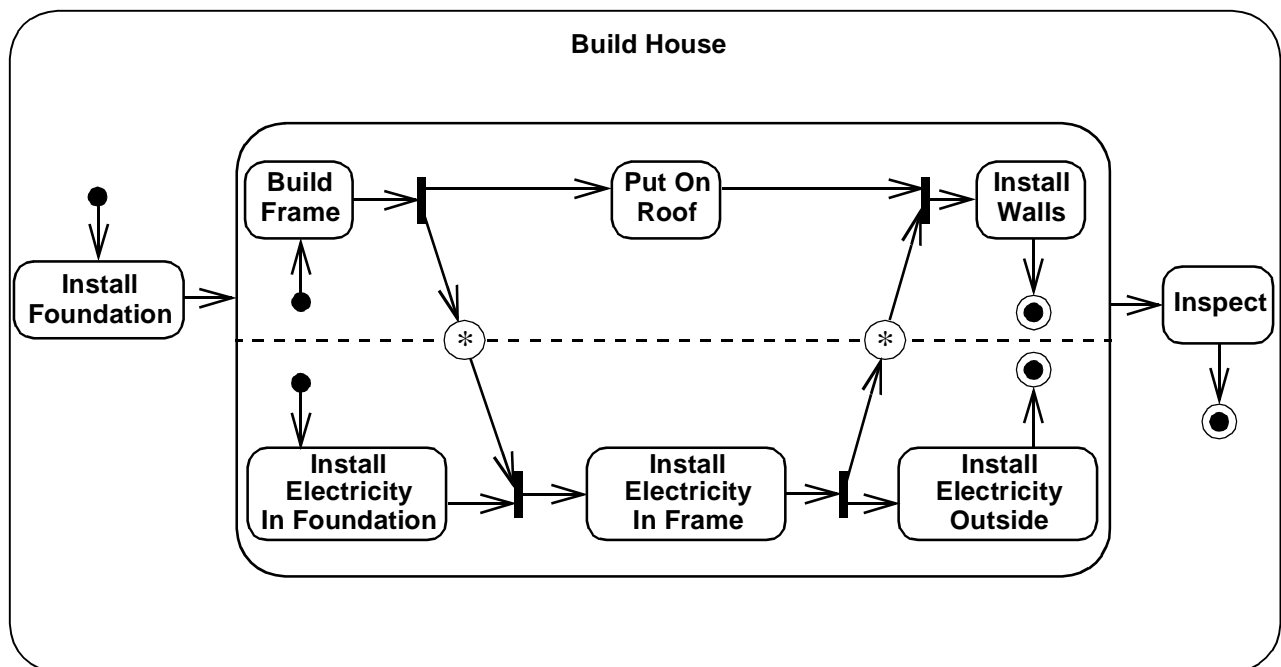 Build House
Build
Frame
Put On
Roof
Install
Walls
Install
Foundation
Inspect
*
*
Install
Electricity
In Foundation
Install
Electricity
In Frame
Install
Electricity
Outside